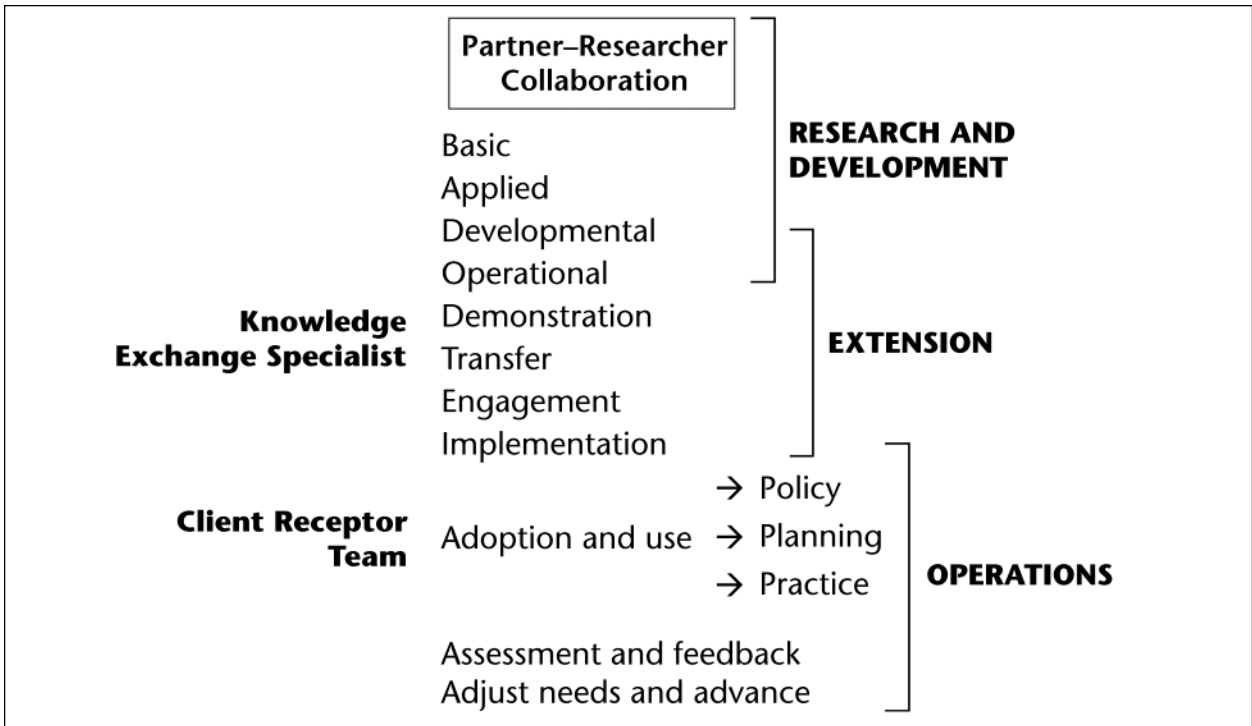 Partner–Researcher
Collaboration
RESEARCH AND
DEVELOPMENT
Basic
Applied
Developmental
Operational
Knowledge
Exchange Specialist
Demonstration
Transfer
Engagement
Implementation
EXTENSION
Client Receptor
Team
Adoption and use
→ Policy
→ Planning
→ Practice
OPERATIONS
Assessment and feedback
Adjust needs and advance